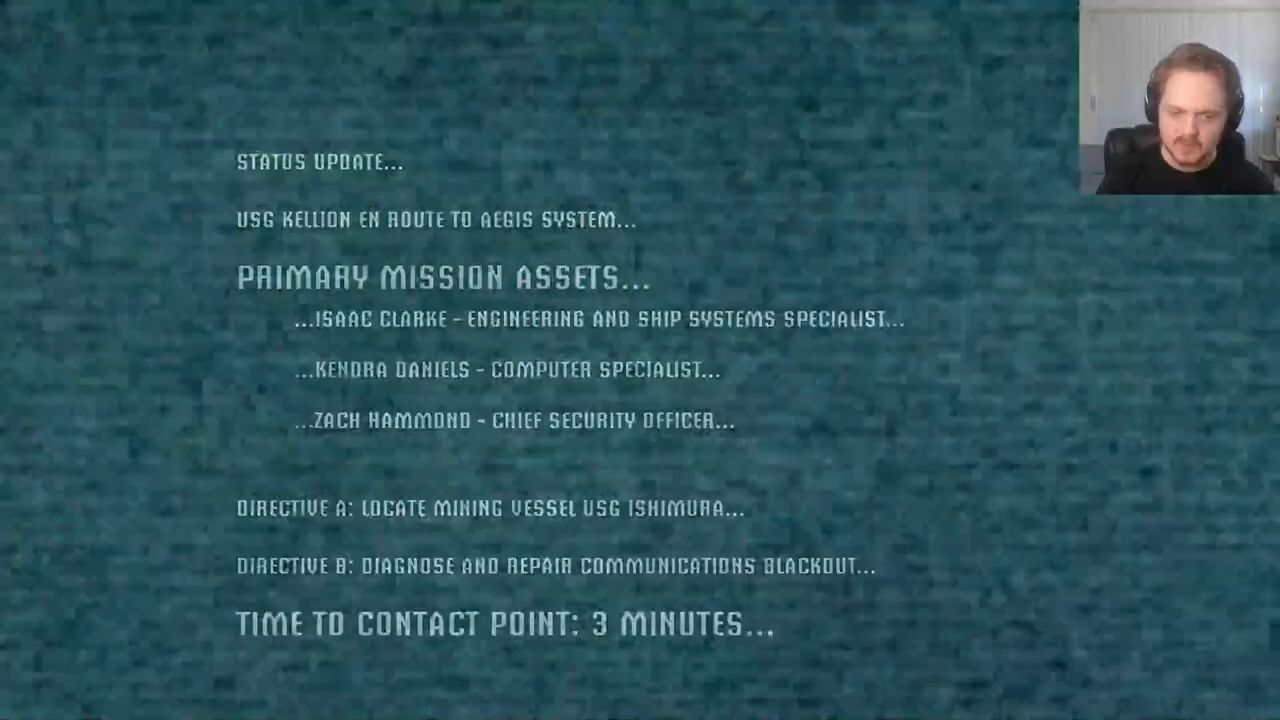 STATUS UPDATE...
USG KELLION EN ROUTE TO AEGIS SYSTEM...
PRIMARY MISSION ASSETS...
...ISAAC CLARKE - ENGINEERING AND SHIP SYSTEMS SPECIALIST...
...KENDRA DANIELS - COMPUTER SPECIALIST...
...ZACH HAMMOND - CHIEF SECURITY OFFICER...
DIRECTIVE A: LOCATE MINING VESSEL USG ISHIMURA...
DIRECTIVE B: DIAGNOSE AND REPAIR COMMUNICATIONS BLACKOUT...
TIME TO CONTACT POINT: 3 MINUTES...